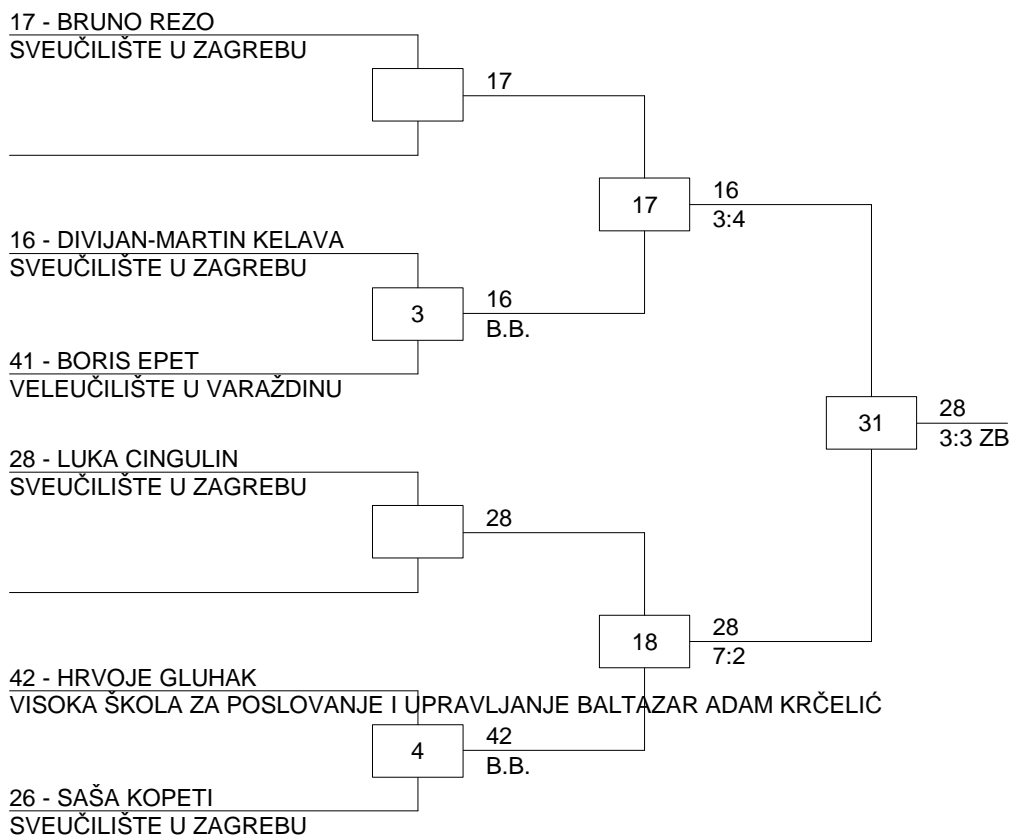 17 - BRUNO REZO
SVEUČILIŠTE U ZAGREBU
17
17
16
3:4
16 - DIVIJAN-MARTIN KELAVA
SVEUČILIŠTE U ZAGREBU
3
16
B.B.
41 - BORIS EPET
VELEUČILIŠTE U VARAŽDINU
31
28
3:3 ZB
28 - LUKA CINGULIN
SVEUČILIŠTE U ZAGREBU
28
18
28
7:2
42 - HRVOJE GLUHAK
VISOKA ŠKOLA ZA POSLOVANJE I UPRAVLJANJE BALTAZAR ADAM KRČELIĆ
4
42
B.B.
26 - SAŠA KOPETI
SVEUČILIŠTE U ZAGREBU